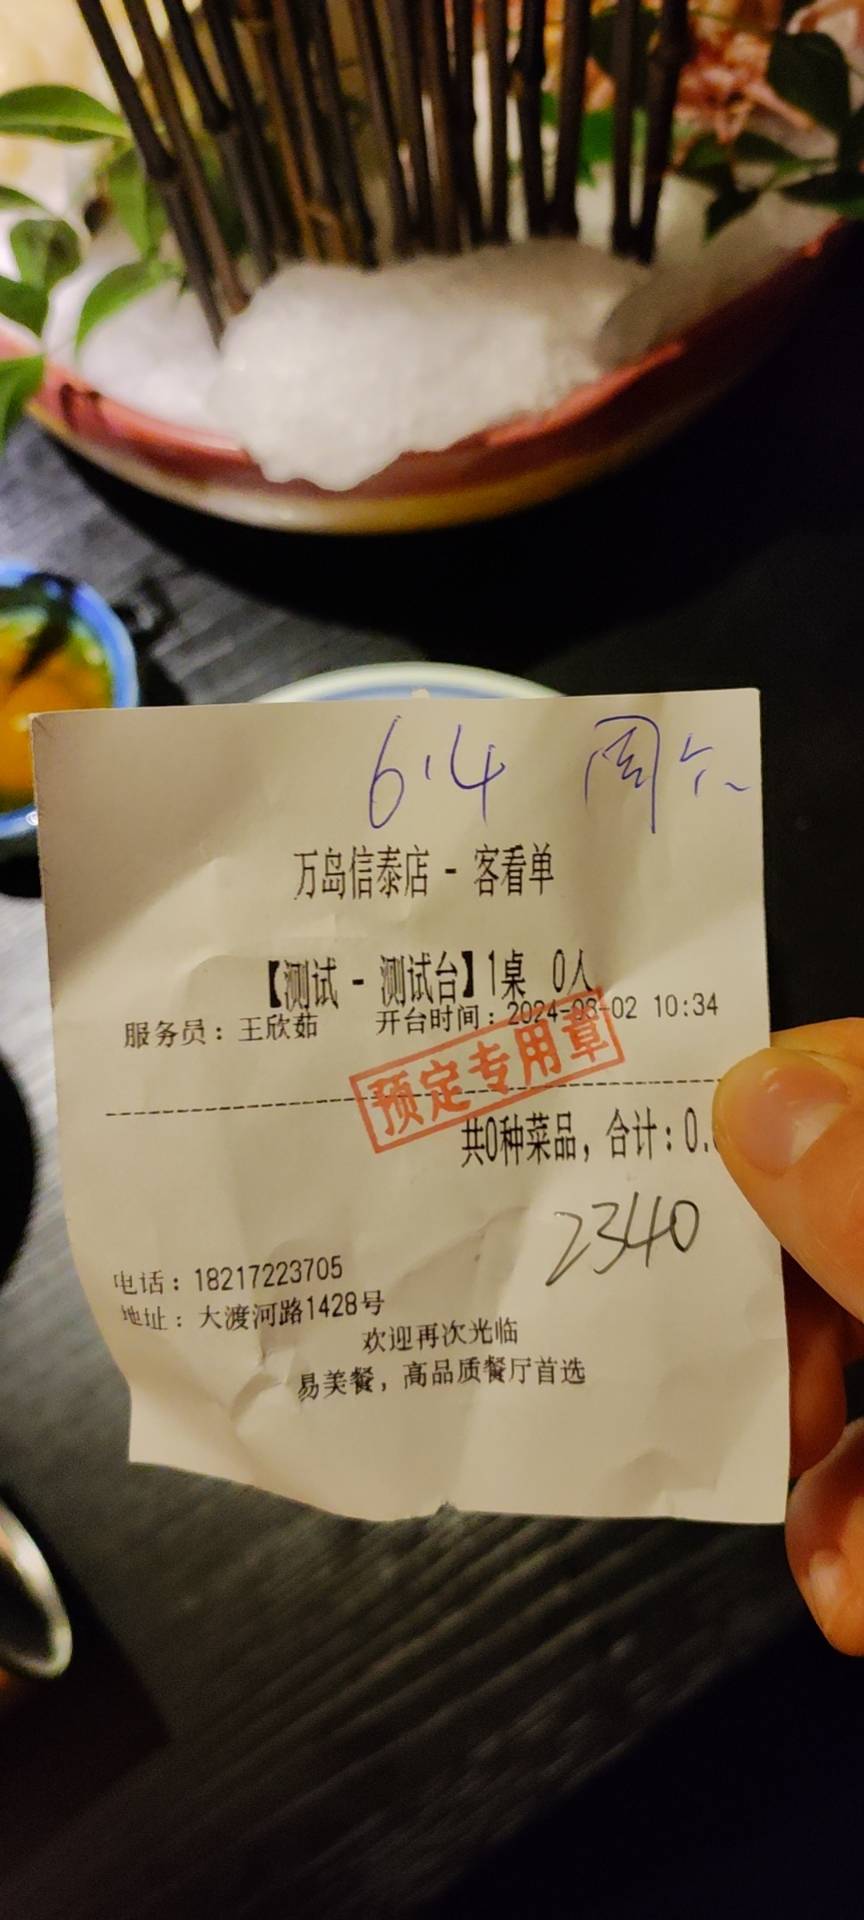 6.4 周六
万岛信泰店 - 客看单
【测试 - 测试台】1桌 0人
服务员：王欣茹 开台时间：2024-08-02 10:34
预定专用章
共0种菜品，合计：0.
2340
电话：18217223705
地址：大渡河路1428号
欢迎再次光临
易美餐，高品质餐厅首选